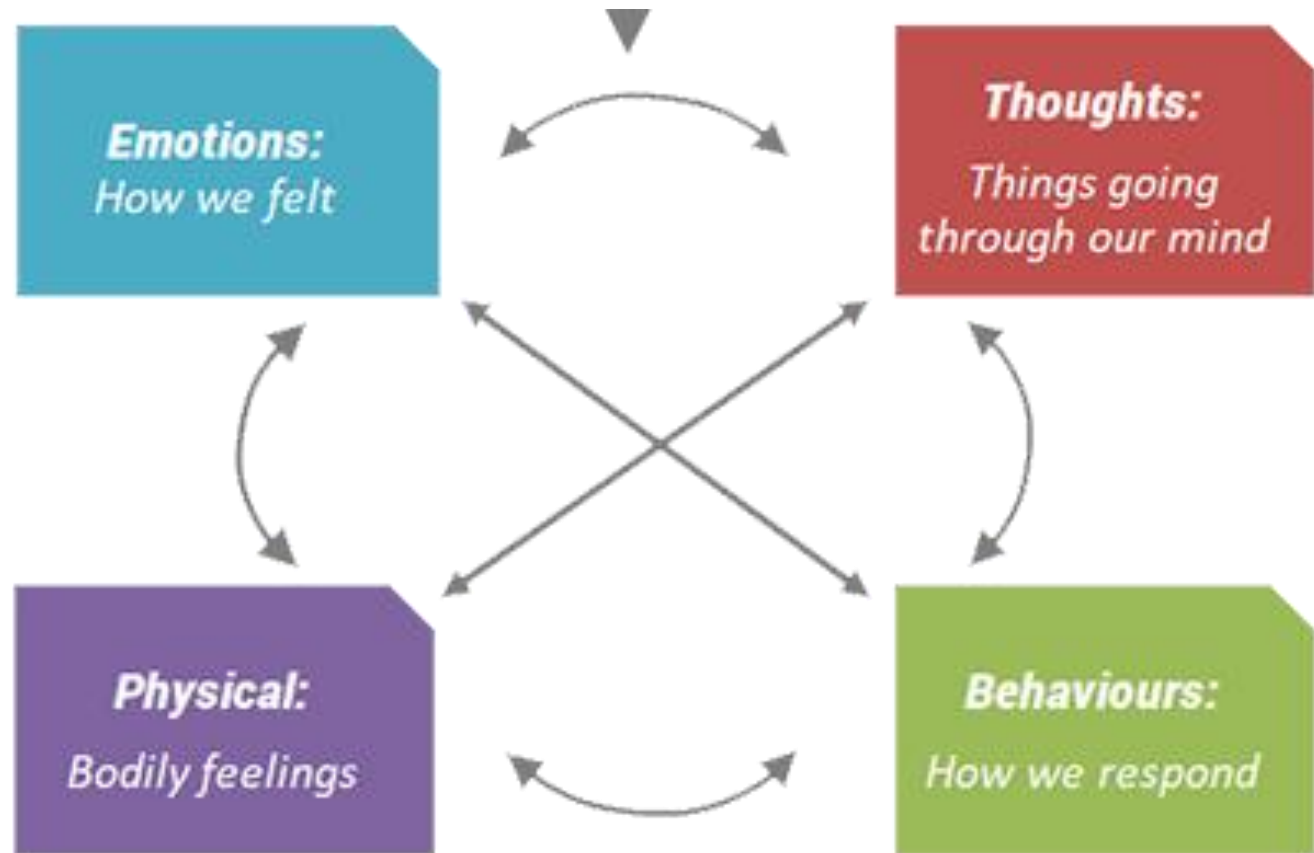 Emotions:
How we felt
Thoughts:
Things going
through our mind
Physical:
Bodily feelings
Behaviours:
How we respond